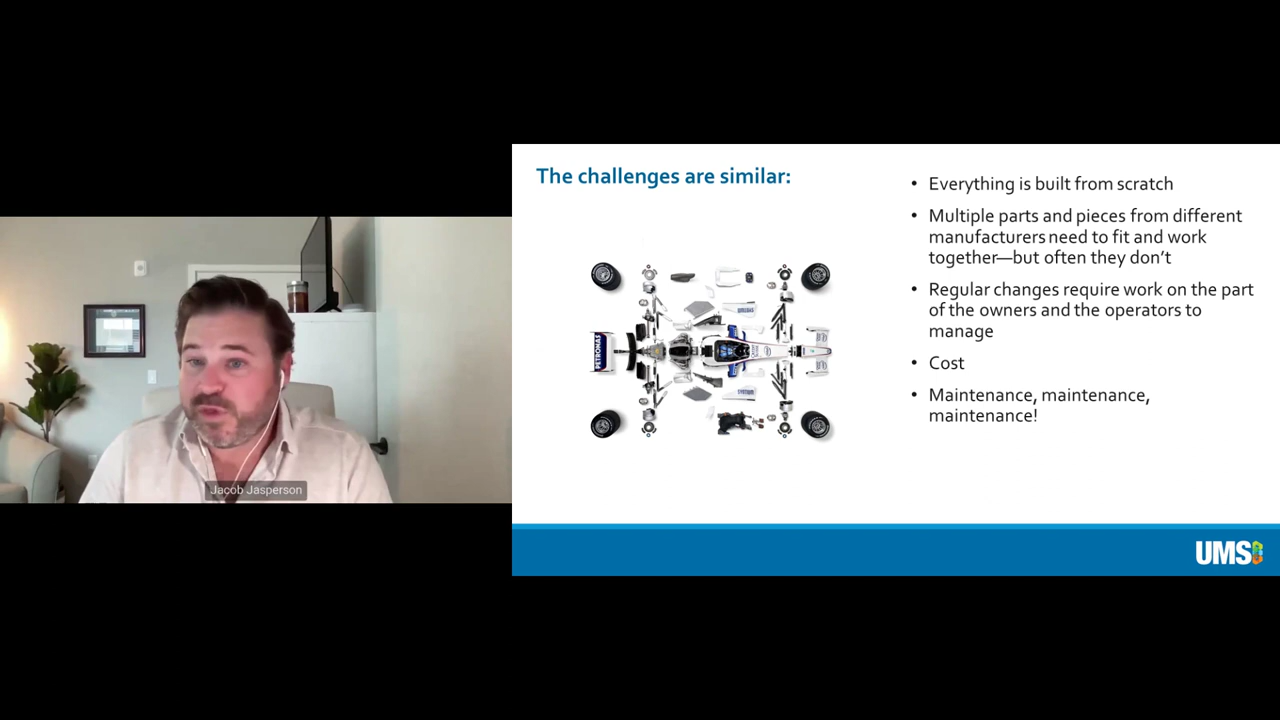 The challenges are similar:
• Everything is built from scratch
• Multiple parts and pieces from different
manufacturers need to fit and work
together—but often they don't
• Regular changes require work on the part
of the owners and the operators to
manage
• Cost
• Maintenance, maintenance,
maintenance!
PETRONAS
Jacob Jasperson
UMS